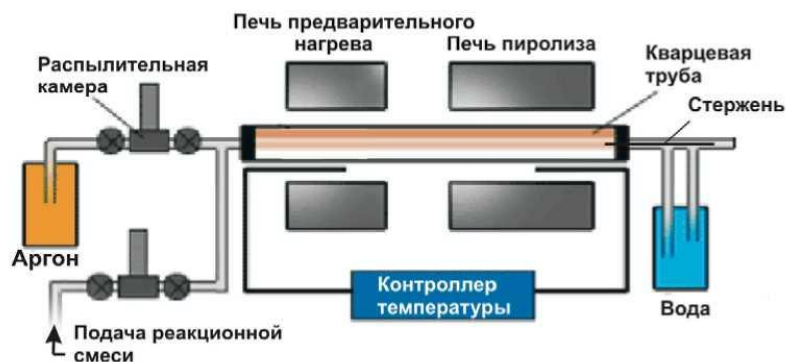 Печь предварительного
нагрева
Печь пиролиза
Кварцевая
труба
Распылительная
камера
Стержень
Аргон
Контроллер
температуры
Вода
Подача реакционной
смеси